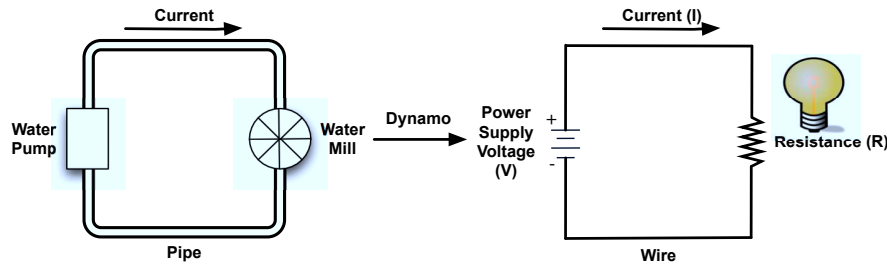 Current
Water
Pump
Water
Mill
Pipe
Dynamo
Current (I)
Power
Supply
Voltage
(V)
+
-
Resistance (R)
Wire